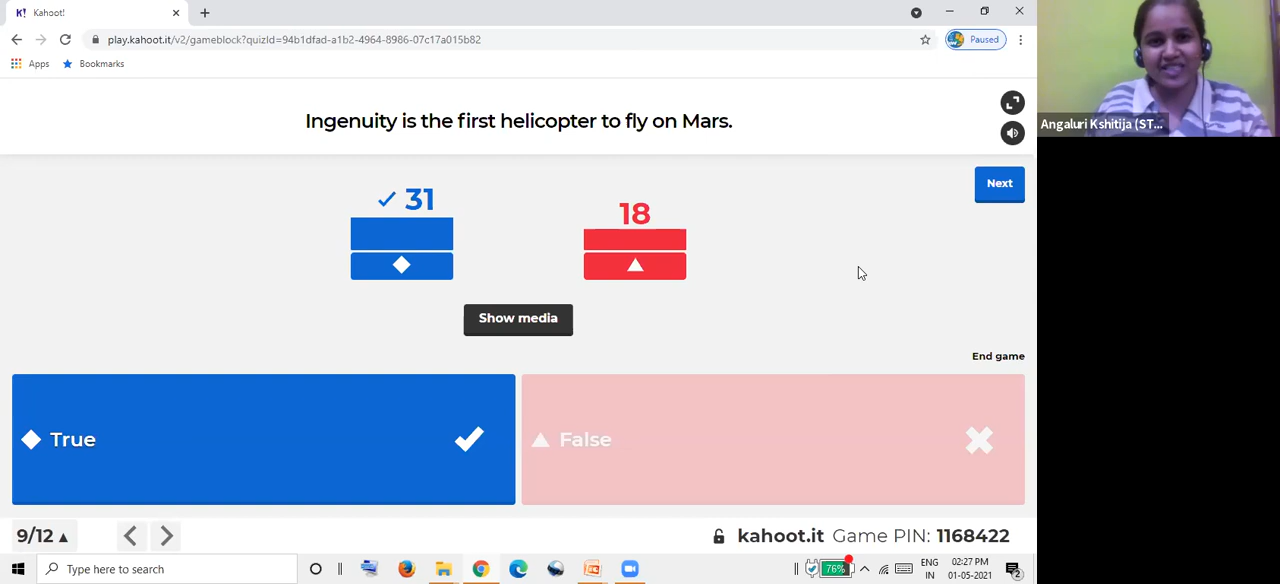 K! Kahoot!
play.kahoot.it/v2/gameblock?quizId=94b1dfad-a1b2-4964-8986-07c17a015b82
Paused
Apps
Bookmarks
Angaluri Kshitija (ST...
Ingenuity is the first helicopter to fly on Mars.
Next
31
18
Show media
End game
True
False
9/12
kahoot.it Game PIN: 1168422
Type here to search
76%
ENG
IN
02:27 PM
01-05-2021
2